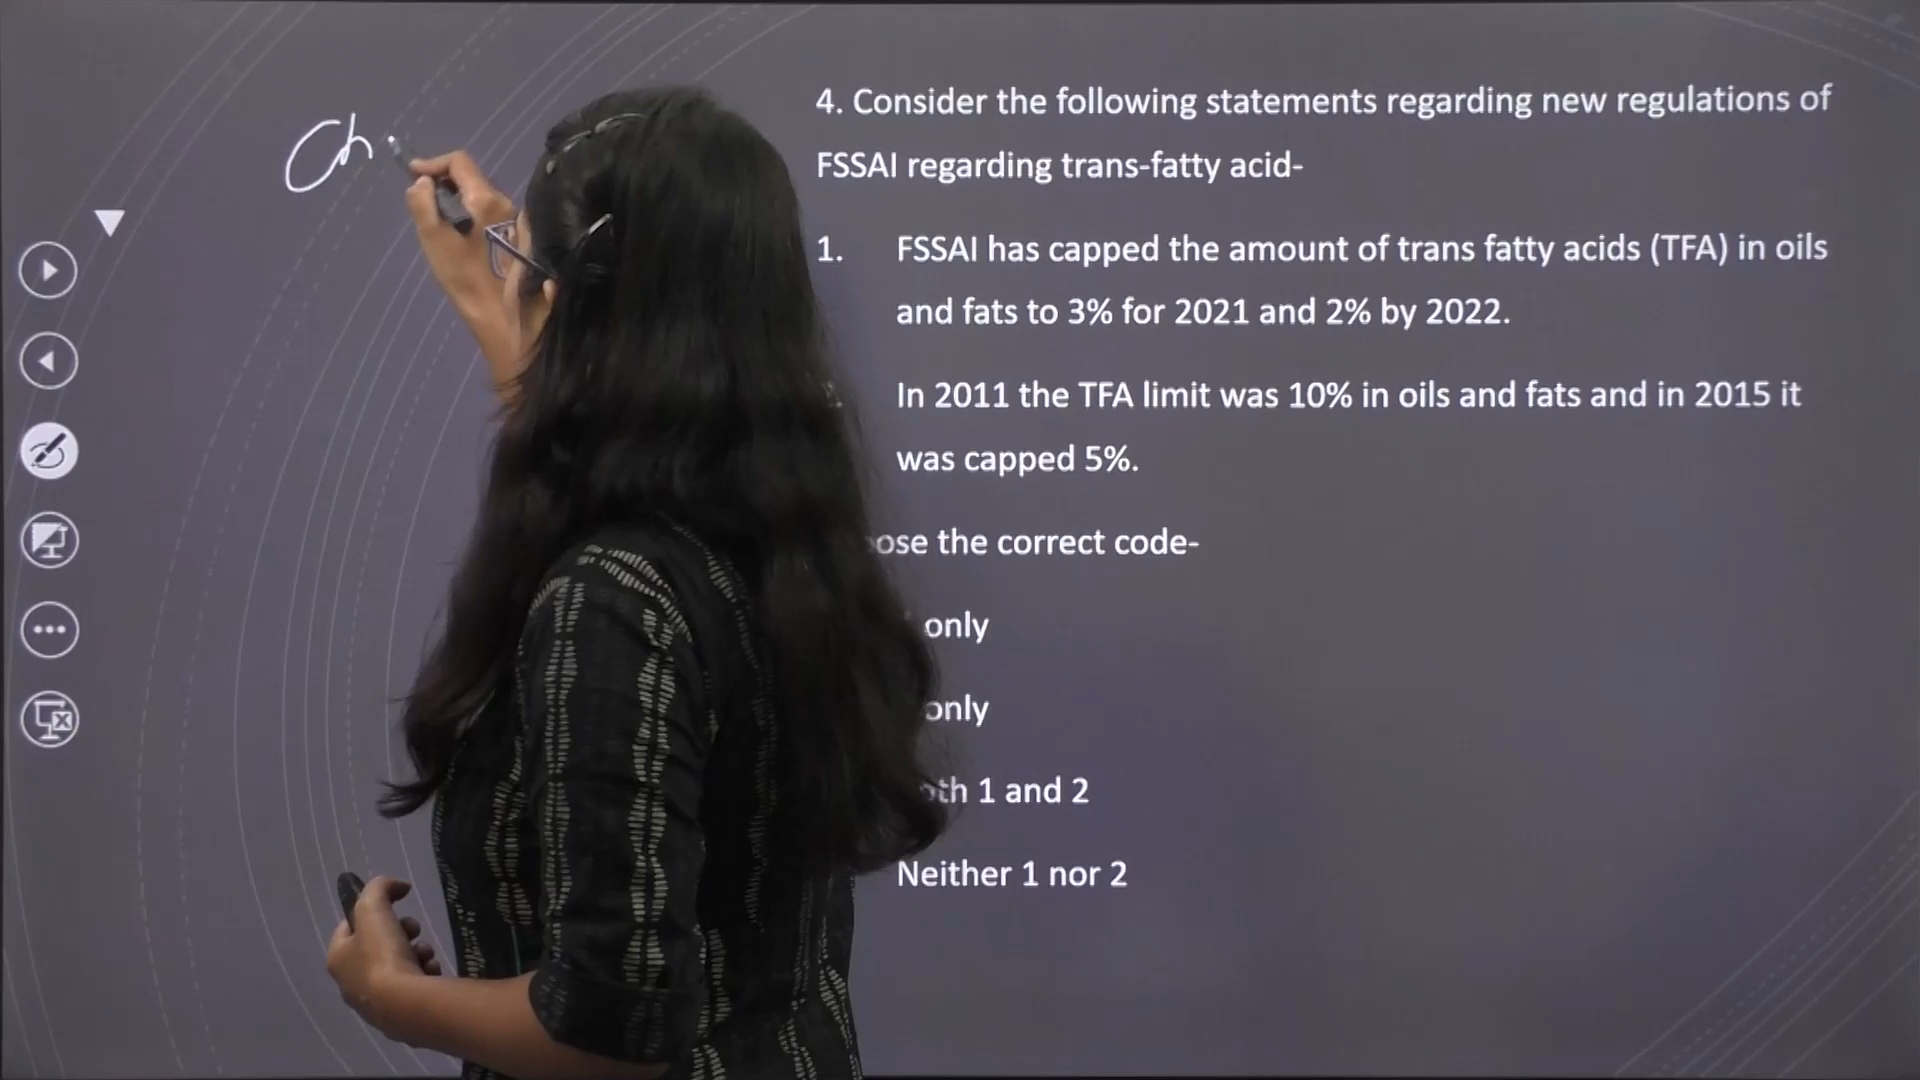 Ch
4. Consider the following statements regarding new regulations of
FSSAI regarding trans-fatty acid-
1. FSSAI has capped the amount of trans fatty acids (TFA) in oils
and fats to 3% for 2021 and 2% by 2022.
In 2011 the TFA limit was 10% in oils and fats and in 2015 it
was capped 5%.
the correct code-
only
only
1 and 2
Neither 1 nor 2